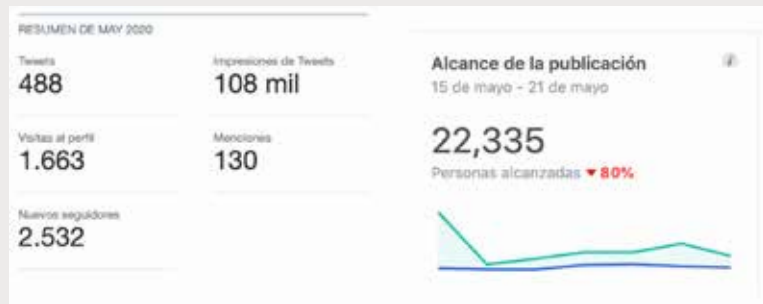 RESUMEN DE MAY 2020
Tweets
488
Impresiones de Tweets
108 mil
Visitas al perfil
1.663
Menciones
130
Nuevos seguidores
2.532
Alcance de la publicación
15 de mayo - 21 de mayo
22,335
Personas alcanzadas ▼ 80%